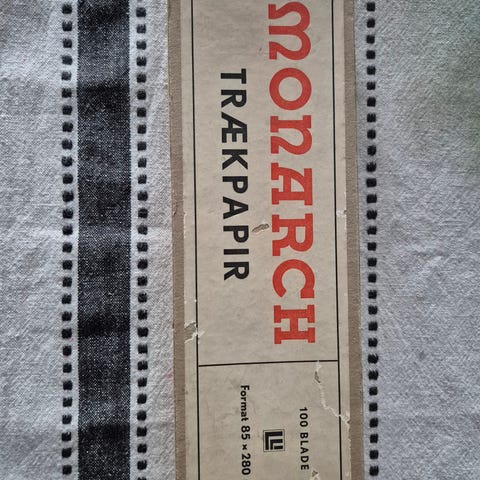 MONARCH
TRÆKPAPIR
100 BLADE
Format 85 × 280